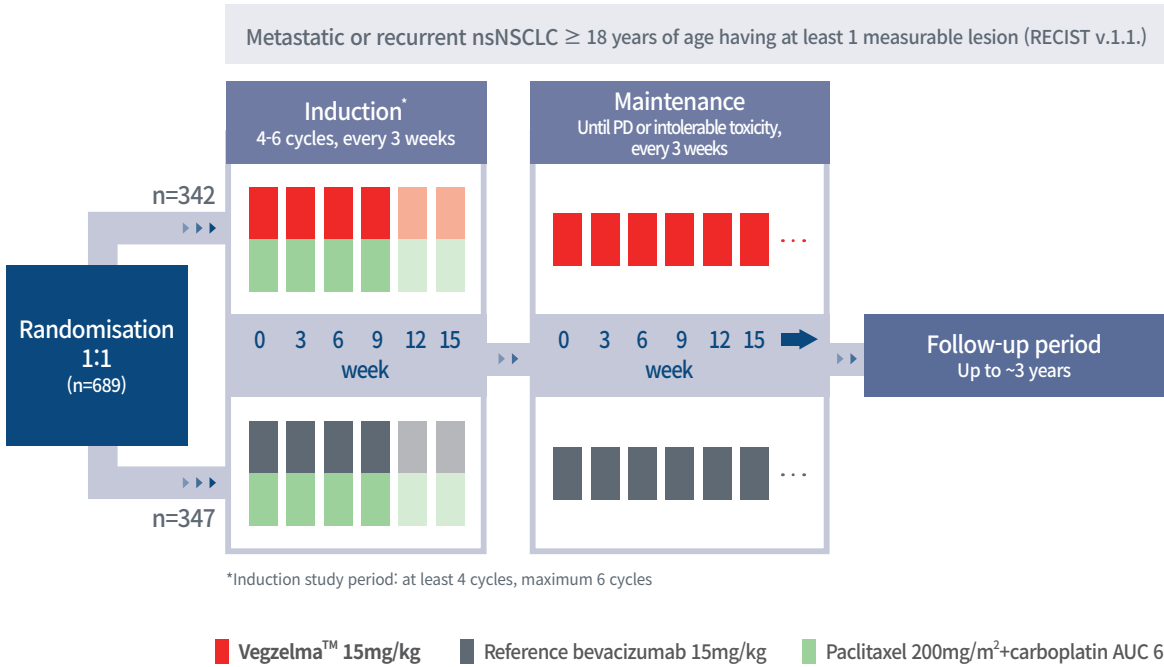 Metastatic or recurrent nsNSCLC ≥ 18 years of age having at least 1 measurable lesion (RECIST v.1.1.)
Induction*
4-6 cycles, every 3 weeks
Maintenance
Until PD or intolerable toxicity,
every 3 weeks
n=342
Randomisation
1:1
(n=689)
0 3 6 9 12 15
week
0 3 6 9 12 15
week
...
Follow-up period
Up to ~3 years
n=347
...
*Induction study period: at least 4 cycles, maximum 6 cycles
Vegzelma™ 15mg/kg
Reference bevacizumab 15mg/kg
Paclitaxel 200mg/m²+carboplatin AUC 6